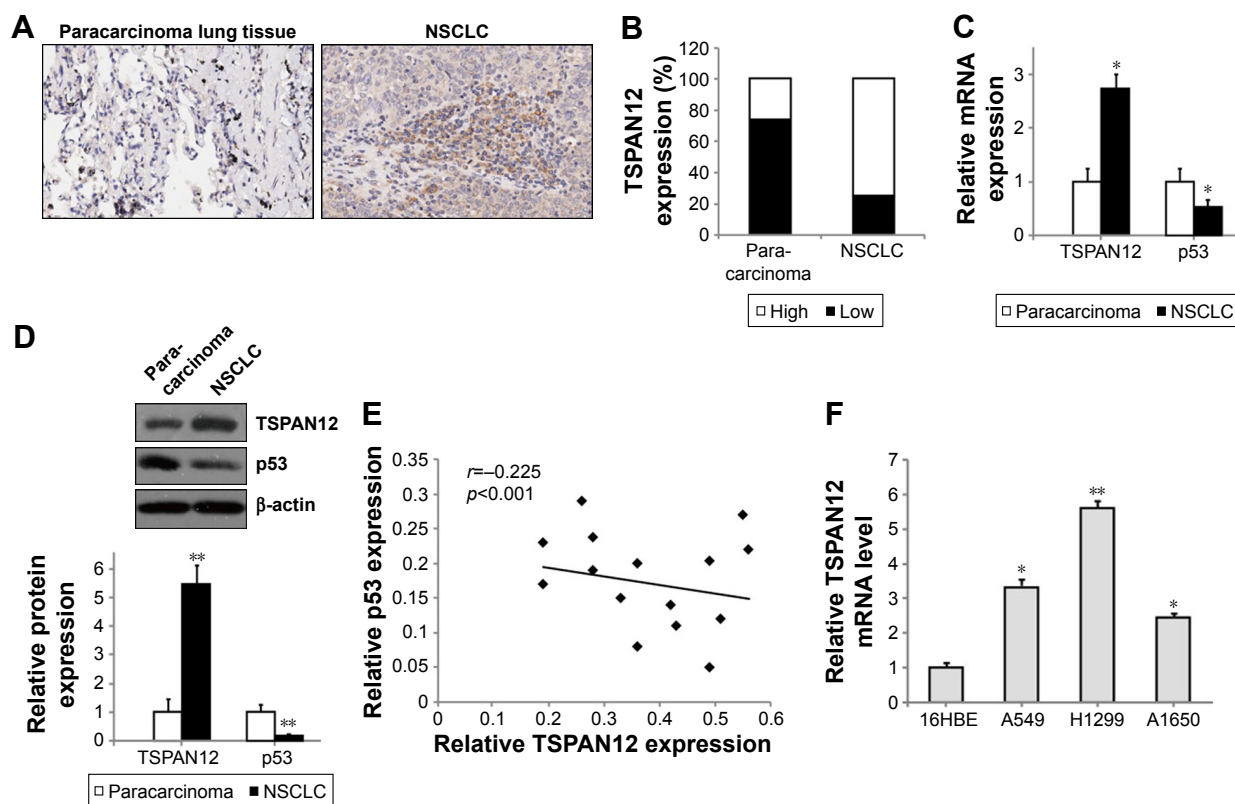 A
Paracarcinoma lung tissue
NSCLC
B
TSPAN12
expression (%)
120
100
80
60
40
20
0
Para-
carcinoma
NSCLC
High
Low
C
Relative mRNA
expression
3
2
1
0
*
*
TSPAN12
p53
Paracarcinoma
NSCLC
D
Para-
carcinoma
NSCLC
TSPAN12
p53
β-actin
Relative protein
expression
6
5
4
3
2
1
0
**
**
TSPAN12
p53
Paracarcinoma
NSCLC
E
Relative p53 expression
0.35
0.3
0.25
0.2
0.15
0.1
0.05
0
r=–0.225
p<0.001
0
0.1
0.2
0.3
0.4
0.5
0.6
Relative TSPAN12 expression
F
Relative TSPAN12
mRNA level
7
6
5
4
3
2
1
0
*
**
*
16HBE
A549
H1299
A1650